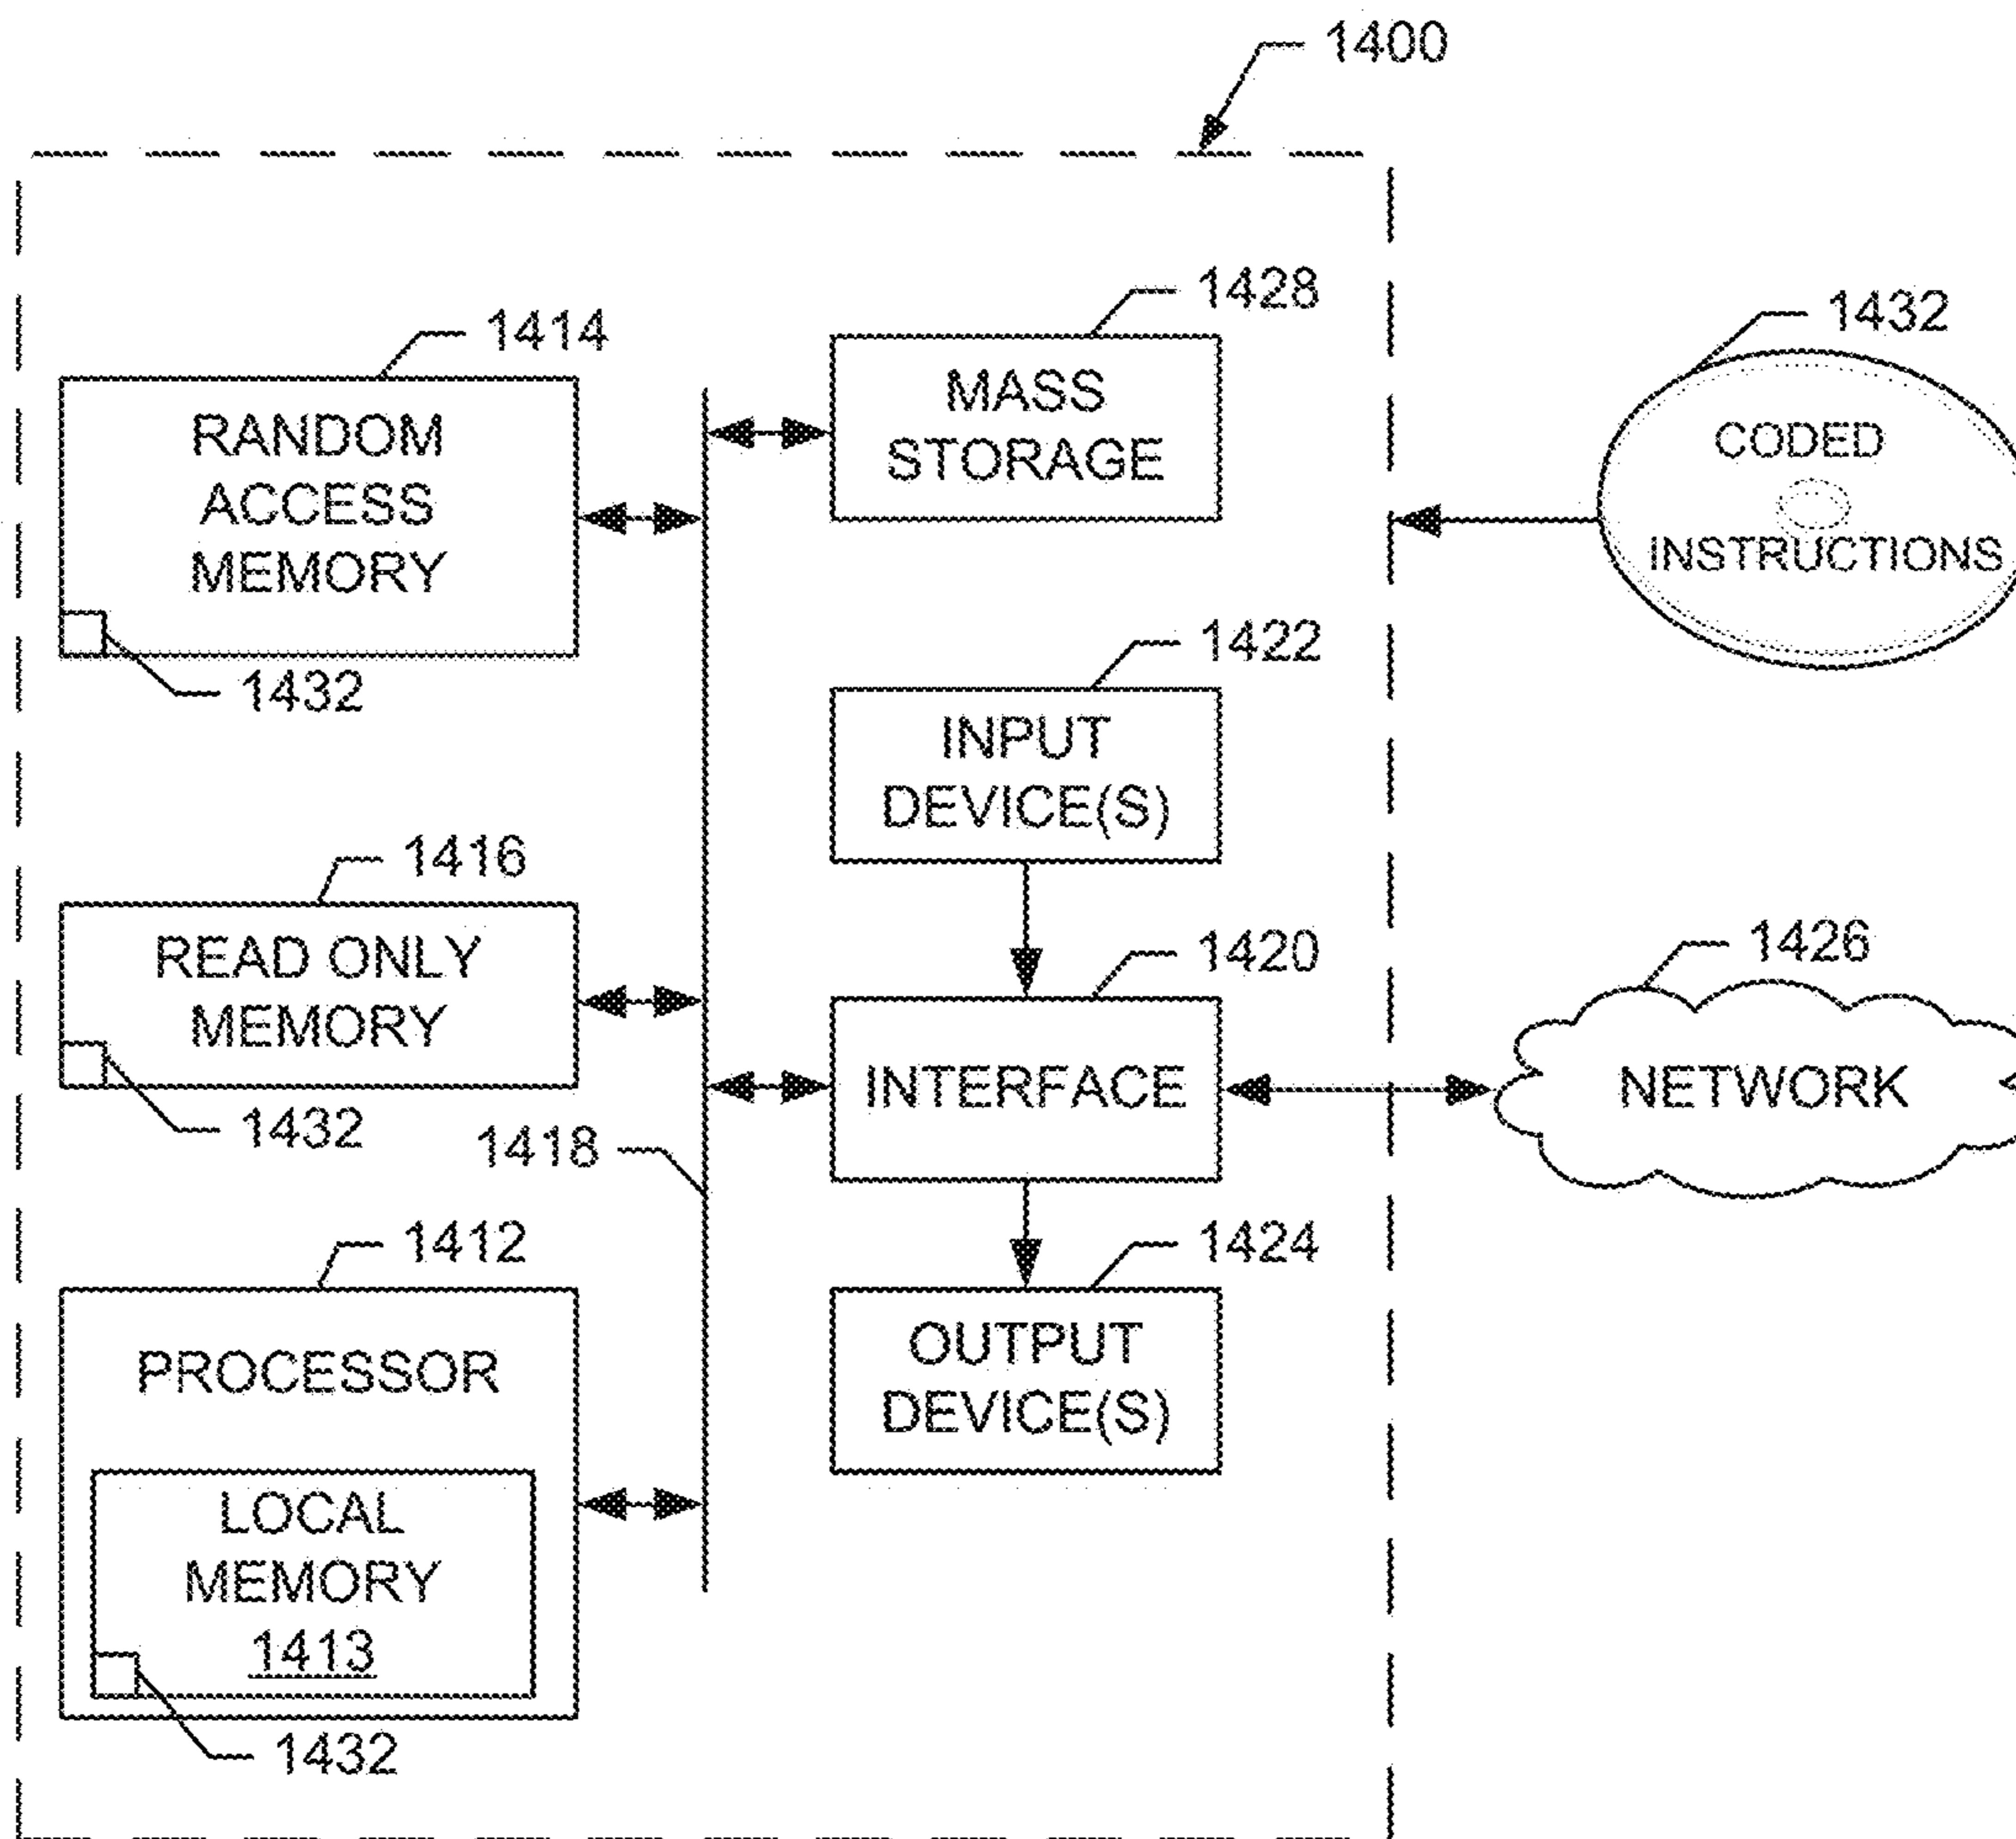 1400
1428
MASS
STORAGE
1414
RANDOM
ACCESS
MEMORY
1432
1432
CODED
INSTRUCTIONS
1422
INPUT
DEVICE(S)
1416
READ ONLY
MEMORY
1432
1418
1420
INTERFACE
1426
NETWORK
1412
PROCESSOR
LOCAL
MEMORY
1413
1432
1424
OUTPUT
DEVICE(S)